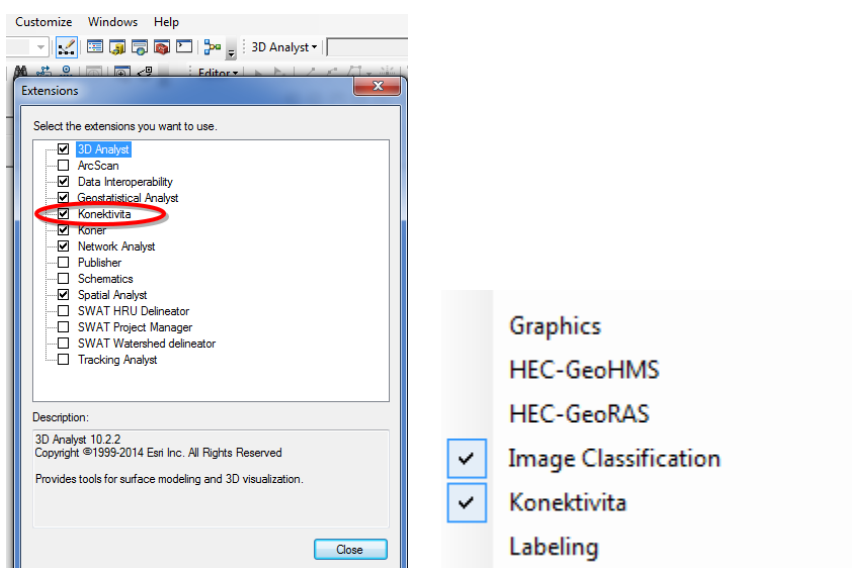 Customize Windows Help
3D Analyst
Editor
Extensions
Select the extensions you want to use.
3D Analyst
ArcScan
Data Interoperability
Geostatistical Analyst
Konektivita
Koner
Network Analyst
Publisher
Schematics
Spatial Analyst
SWAT HRU Delineator
SWAT Project Manager
SWAT Watershed delineator
Tracking Analyst
Description:
3D Analyst 10.2.2
Copyright ©1999-2014 Esri Inc. All Rights Reserved
Provides tools for surface modeling and 3D visualization.
Close
Graphics
HEC-GeoHMS
HEC-GeoRAS
Image Classification
Konektivita
Labeling